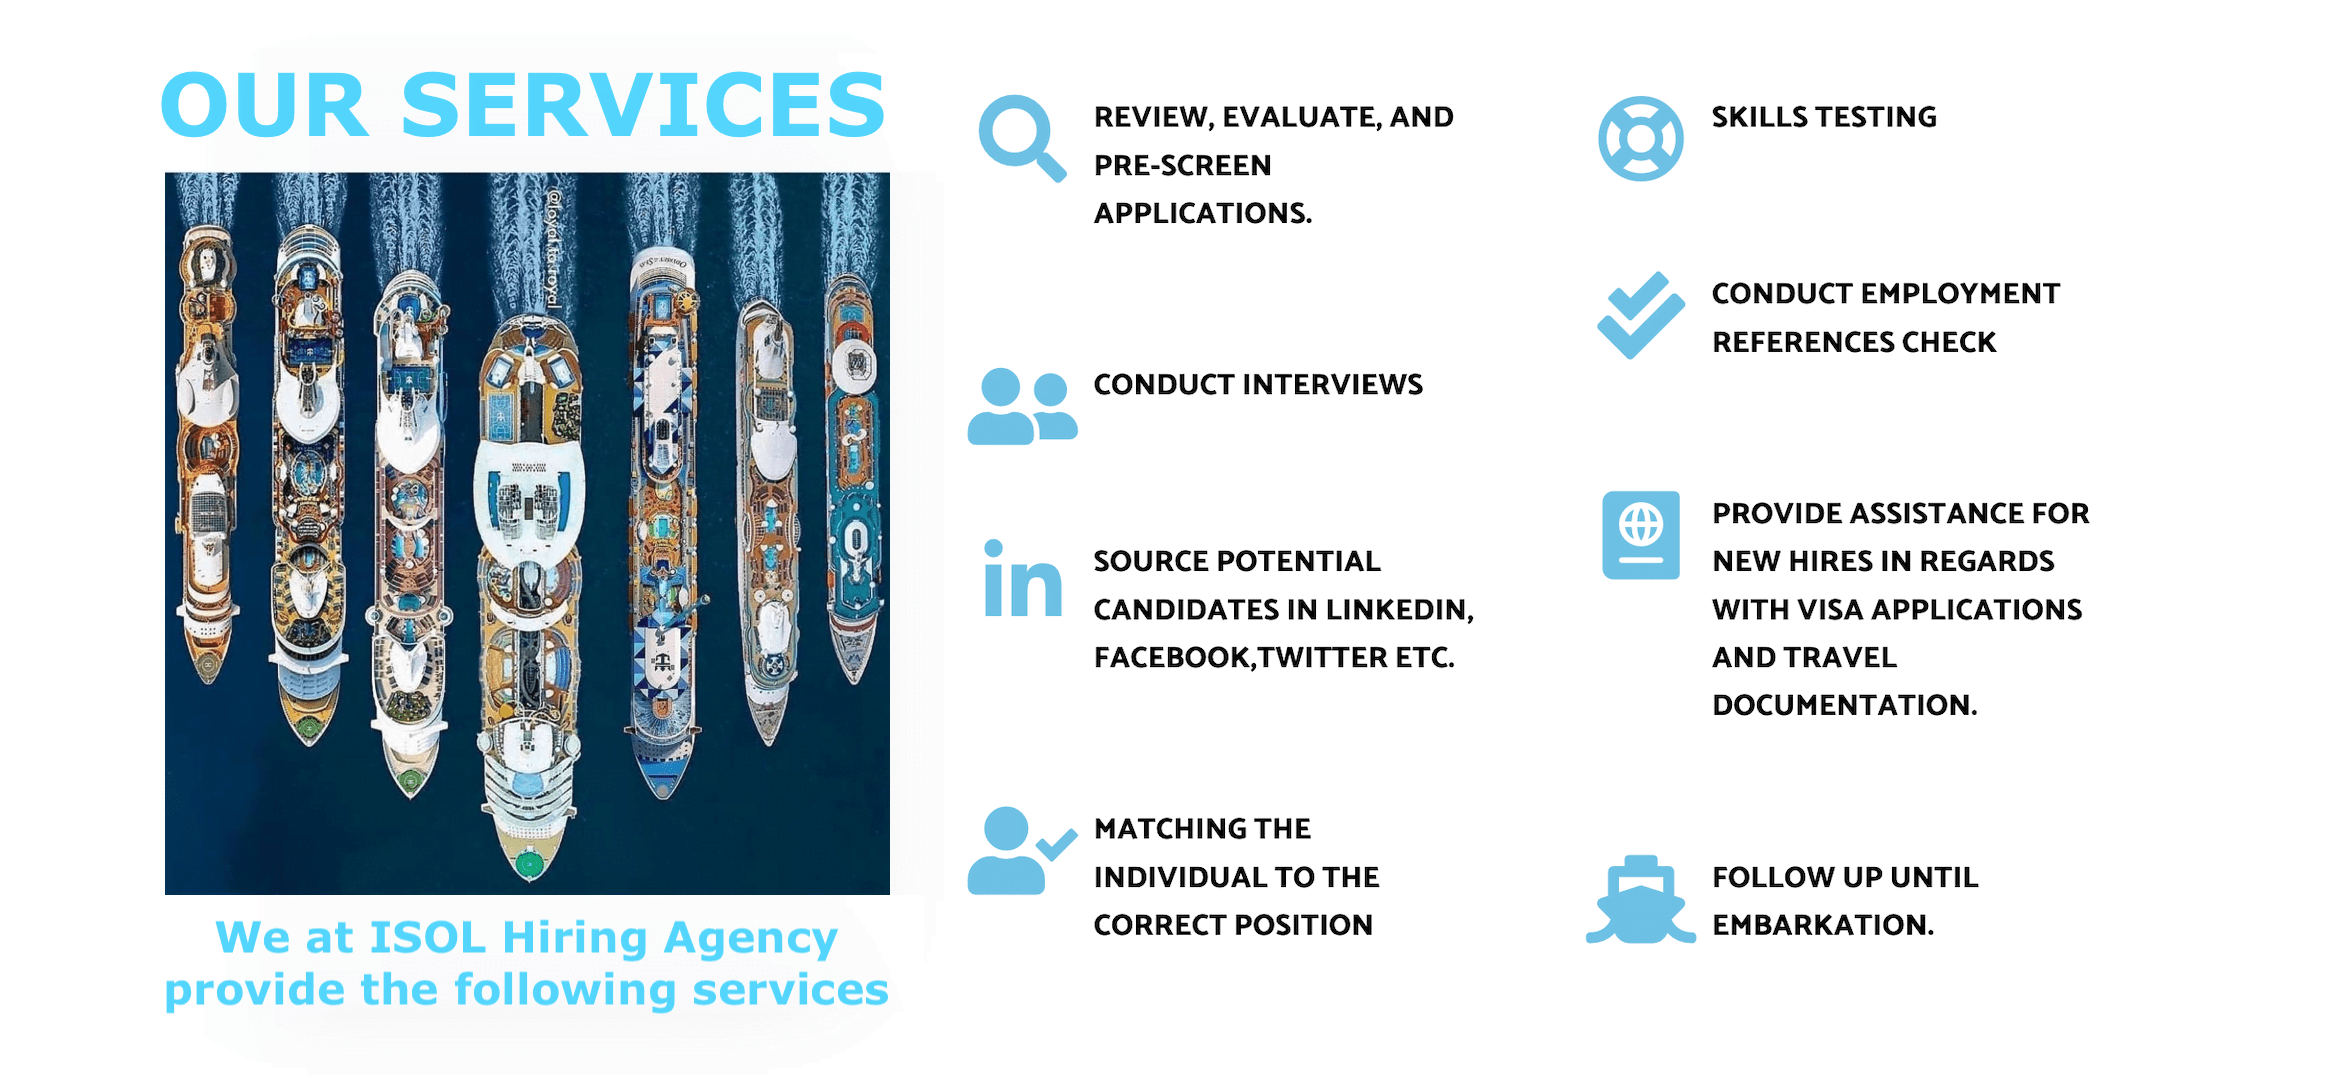 OUR SERVICES
@loyal.to.royal
We at ISOL Hiring Agency
provide the following services
REVIEW, EVALUATE, AND
PRE-SCREEN
APPLICATIONS.
CONDUCT INTERVIEWS
in
SOURCE POTENTIAL
CANDIDATES IN LINKEDIN,
FACEBOOK,TWITTER ETC.
MATCHING THE
INDIVIDUAL TO THE
CORRECT POSITION
SKILLS TESTING
CONDUCT EMPLOYMENT
REFERENCES CHECK
PROVIDE ASSISTANCE FOR
NEW HIRES IN REGARDS
WITH VISA APPLICATIONS
AND TRAVEL
DOCUMENTATION.
FOLLOW UP UNTIL
EMBARKATION.